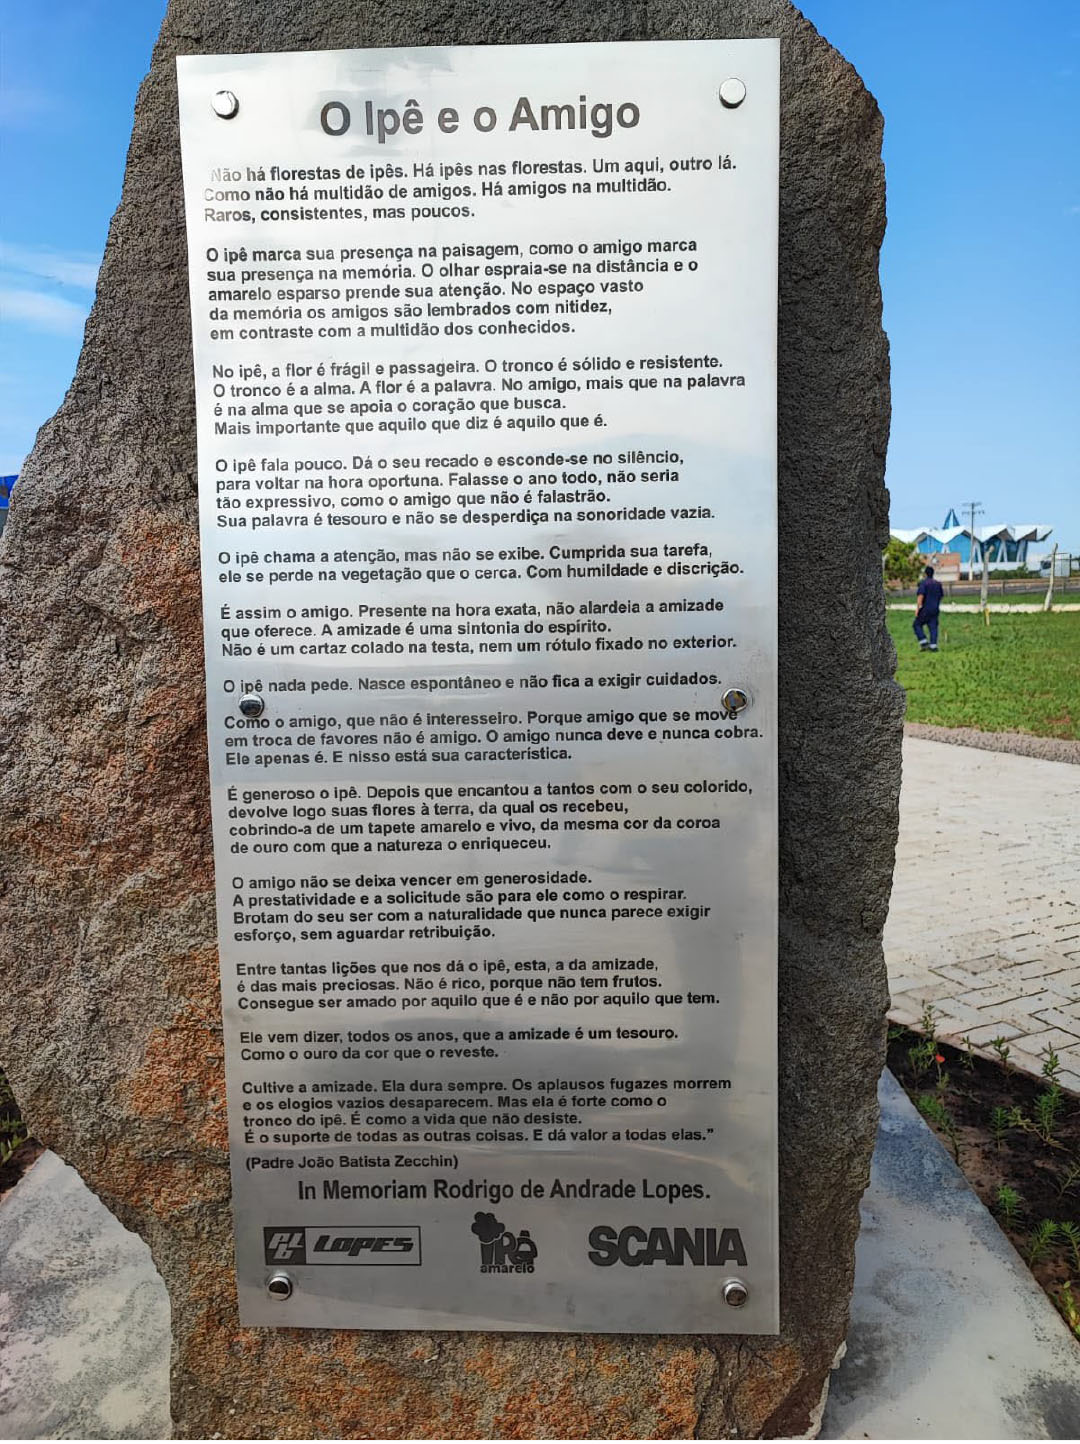 O Ipê e o Amigo
Não há florestas de ipês. Há ipês nas florestas. Um aqui, outro lá.
Como não há multidão de amigos. Há amigos na multidão.
Raros, consistentes, mas poucos.
O ipê marca sua presença na paisagem, como o amigo marca
sua presença na memória. O olhar espraia-se na distância e o
amarelo esparso prende sua atenção. No espaço vasto
da memória os amigos são lembrados com nitidez,
em contraste com a multidão dos conhecidos.
No ipê, a flor é frágil e passageira. O tronco é sólido e resistente.
O tronco é a alma. A flor é a palavra. No amigo, mais que na palavra
é na alma que se apoia o coração que busca.
Mais importante que aquilo que diz é aquilo que é.
O ipê fala pouco. Dá o seu recado e esconde-se no silêncio,
para voltar na hora oportuna. Falasse o ano todo, não seria
tão expressivo, como o amigo que não é falastrão.
Sua palavra é tesouro e não se desperdiça na sonoridade vazia.
O ipê chama a atenção, mas não se exibe. Cumprida sua tarefa,
ele se perde na vegetação que o cerca. Com humildade e discrição.
É assim o amigo. Presente na hora exata, não alardeia a amizade
que oferece. A amizade é uma sintonia do espírito.
Não é um cartaz colado na testa, nem um rótulo fixado no exterior.
O ipê nada pede. Nasce espontâneo e não fica a exigir cuidados.
Como o amigo, que não é interesseiro. Porque amigo que se move
em troca de favores não é amigo. O amigo nunca deve e nunca cobra.
Ele apenas é. E nisso está sua característica.
É generoso o ipê. Depois que encantou a tantos com o seu colorido,
devolve logo suas flores à terra, da qual os recebeu,
cobrindo-a de um tapete amarelo e vivo, da mesma cor da coroa
de ouro com que a natureza o enriqueceu.
O amigo não se deixa vencer em generosidade.
A prestatividade e a solicitude são para ele como o respirar.
Brotam do seu ser com a naturalidade que nunca parece exigir
esforço, sem aguardar retribuição.
Entre tantas lições que nos dá o ipê, esta, a da amizade,
é das mais preciosas. Não é rico, porque não tem frutos.
Consegue ser amado por aquilo que é e não por aquilo que tem.
Ele vem dizer, todos os anos, que a amizade é um tesouro.
Como o ouro da cor que o reveste.
Cultive a amizade. Ela dura sempre. Os aplausos fugazes morrem
e os elogios vazios desaparecem. Mas ela é forte como o
tronco do ipê. É como a vida que não desiste.
É o suporte de todas as outras coisas. E dá valor a todas elas.”
(Padre João Batista Zecchin)
In Memoriam Rodrigo de Andrade Lopes.
LOPES
amarelo
SCANIA